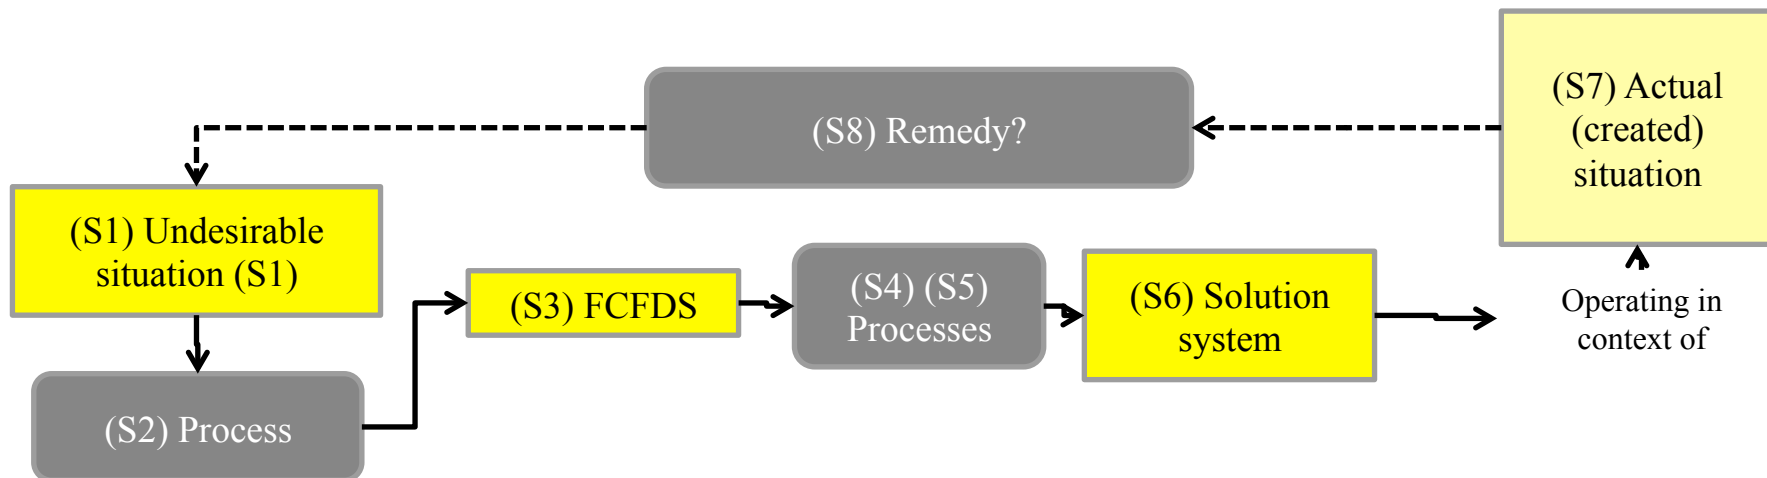 (S7) Actual
(created)
situation
(S8) Remedy?
(S1) Undesirable
situation (S1)
(S2) Process
(S3) FCFDS
(S4) (S5)
Processes
(S6) Solution
system
Operating in
context of